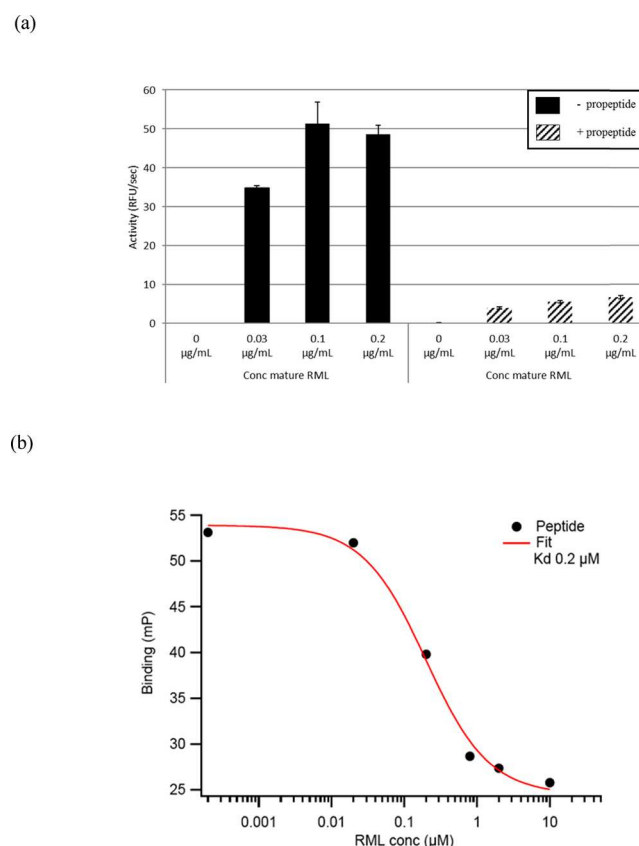 (a)
60
50
40
30
20
10
0
Activity (RFU/sec)
- propeptide
+ propeptide
0 0.03 0.1 0.2 0 0.03 0.1 0.2
µg/mL µg/mL µg/mL µg/mL µg/mL µg/mL µg/mL µg/mL
Conc mature RML Conc mature RML
(b)
55
50
45
40
35
30
25
Binding (mP)
Peptide
Fit
Kd 0.2 µM
0.001 0.01 0.1 1 10
RML conc (µM)